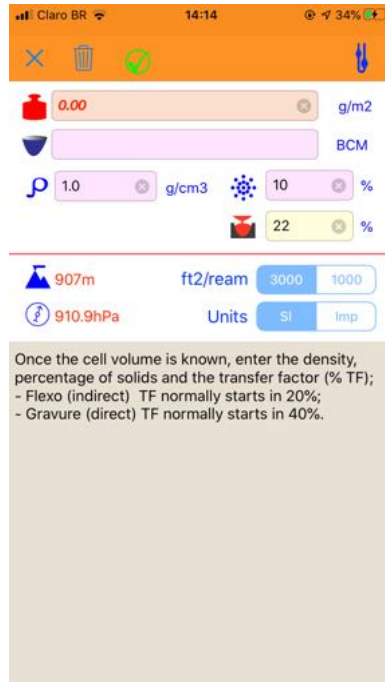 Claro BR 14:14 34%
0.00 g/m2
BCM
1.0 g/cm3 10 %
22 %
907m ft2/ream 3000 1000
910.9hPa Units SI Imp
Once the cell volume is known, enter the density,
percentage of solids and the transfer factor (% TF);
- Flexo (indirect) TF normally starts in 20%;
- Gravure (direct) TF normally starts in 40%.